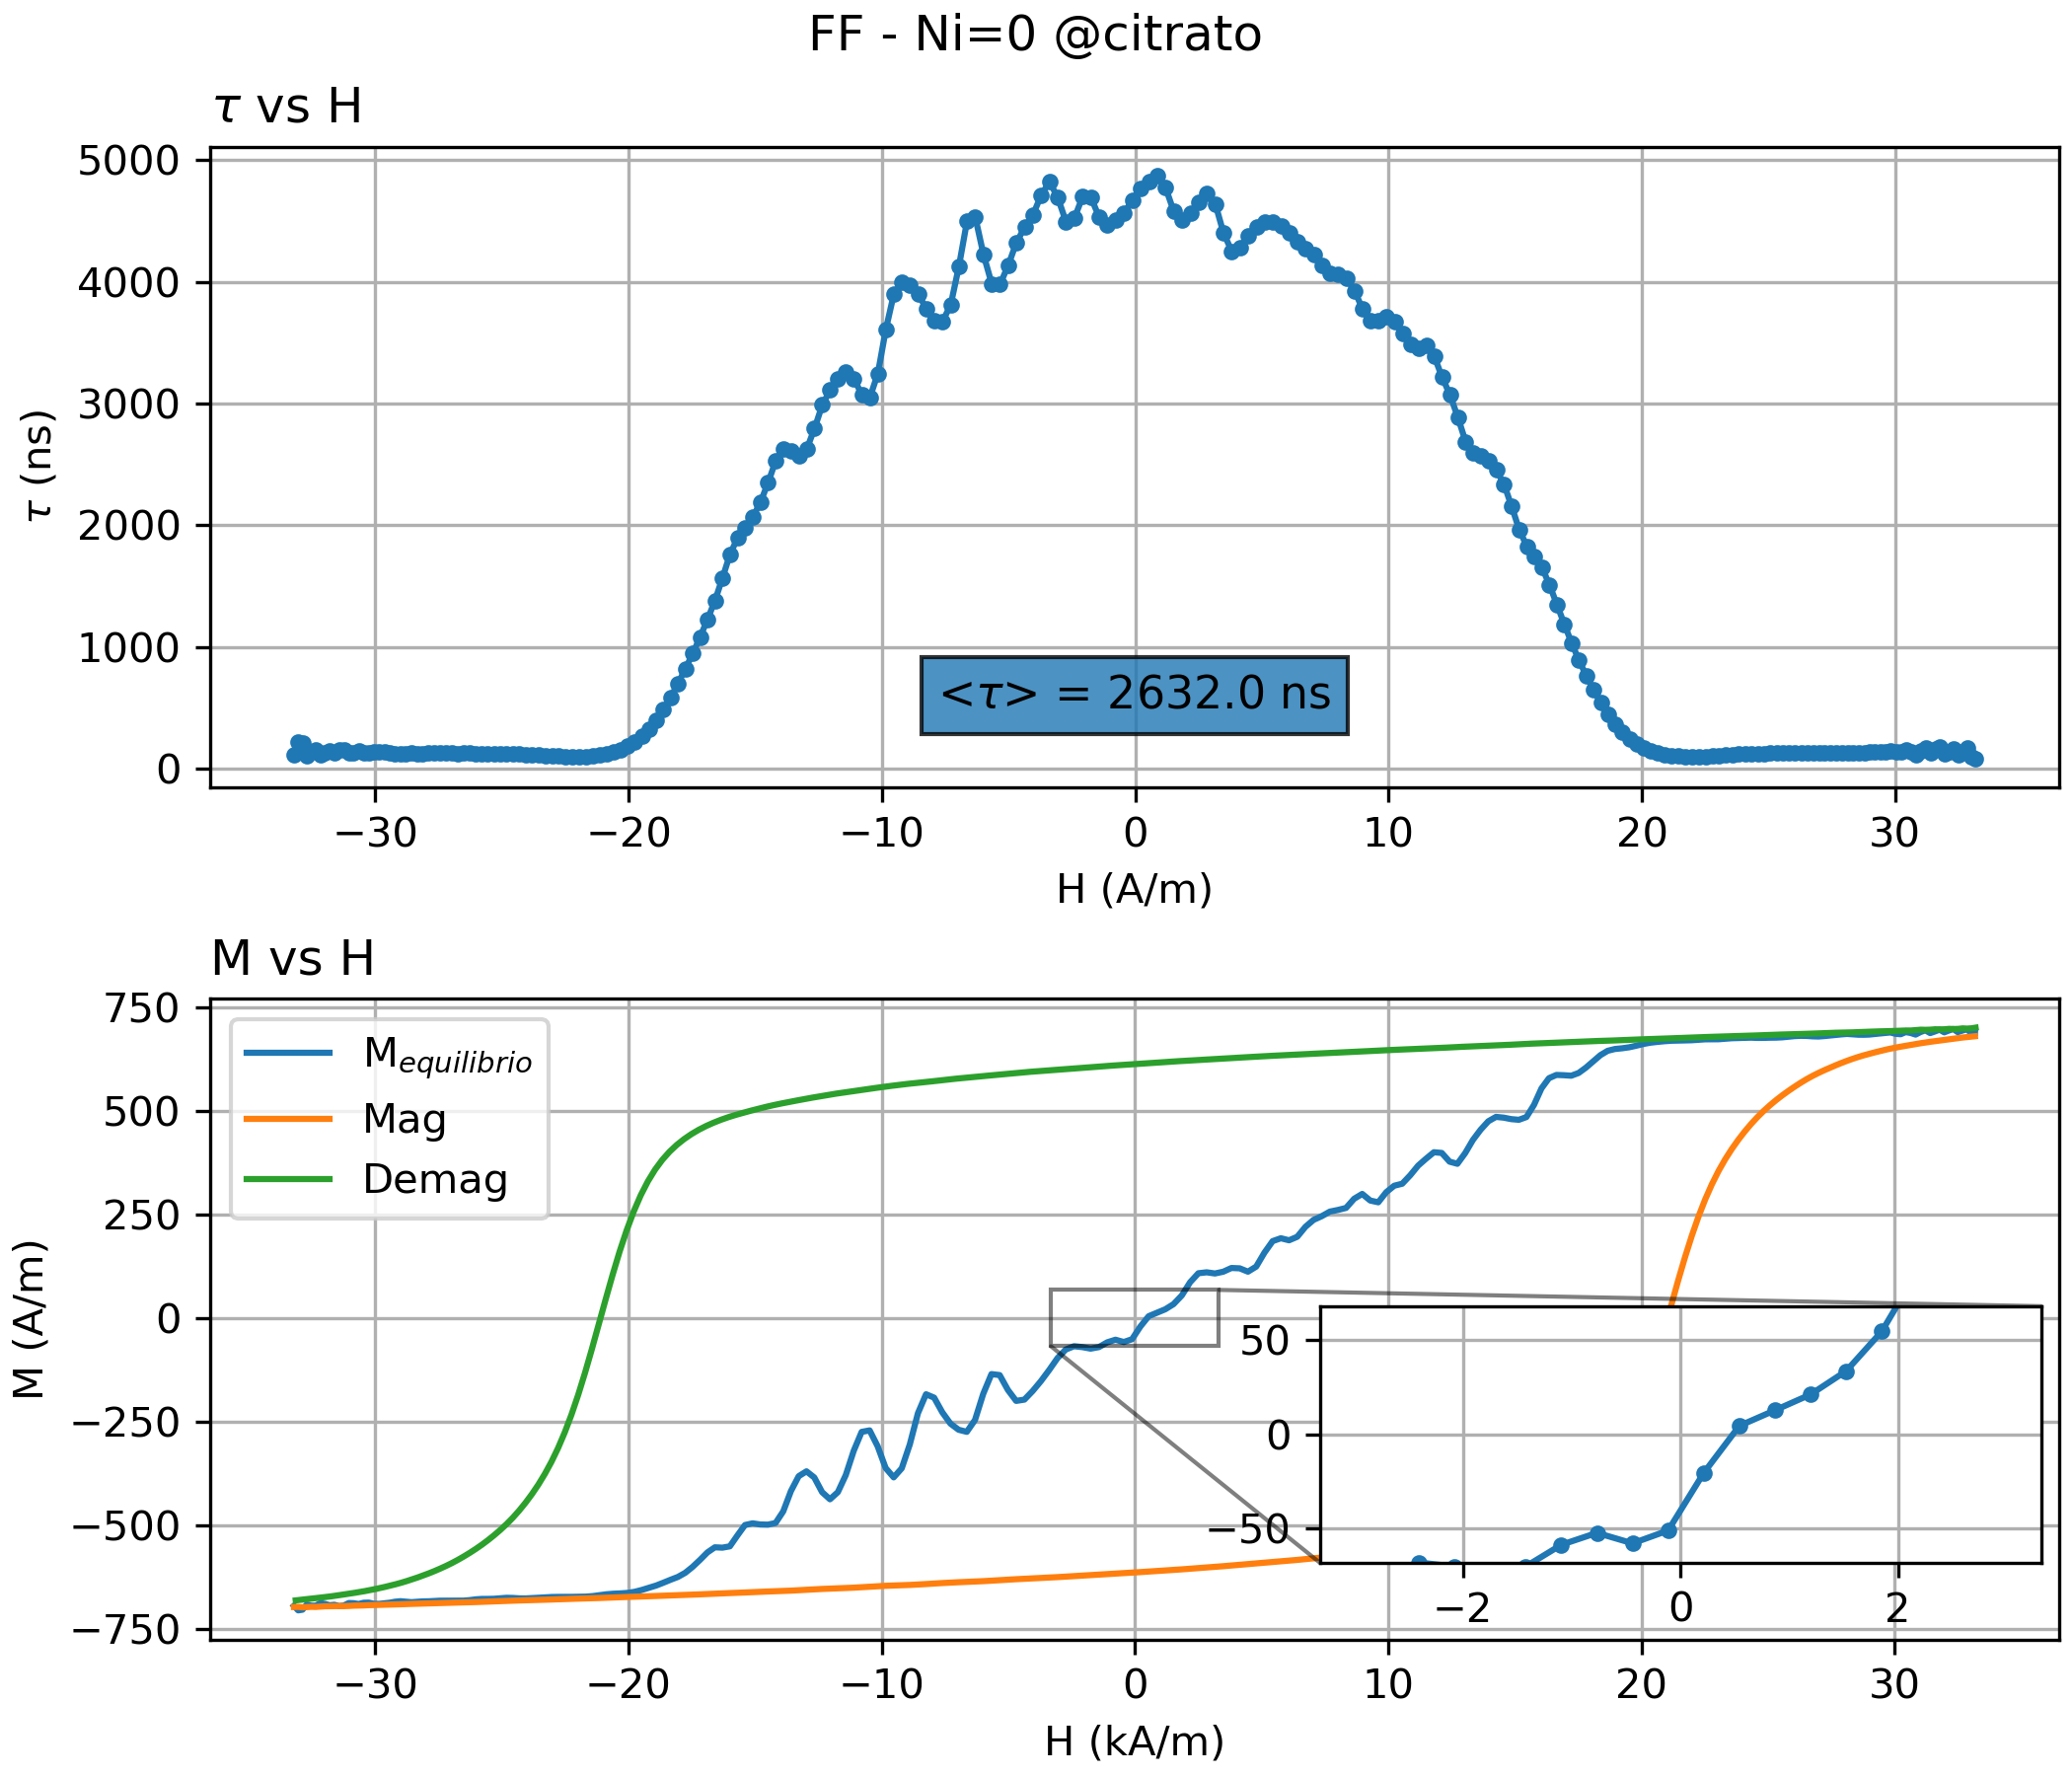 FF - Ni=0 @citrato
τ vs H
5000
4000
3000
2000
1000
0
τ (ns)
<τ> = 2632.0 ns
−30 −20 −10 0 10 20 30
H (A/m)
M vs H
750
500
250
0
−250
−500
−750
M (A/m)
M equilibrio
Mag
Demag
50
0
−50
−2 0 2
−30 −20 −10 0 10 20 30
H (kA/m)